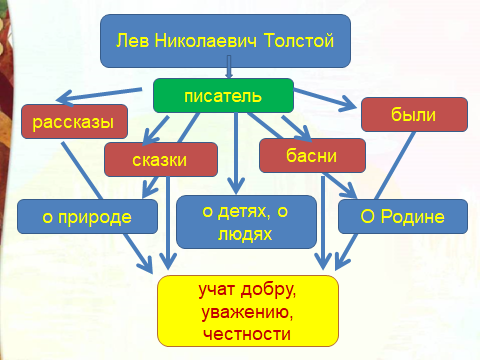 Лев Николаевич Толстой
писатель
рассказы
были
сказки
басни
о природе
о детях, о
людях
О Родине
учат добру,
уважению,
честности